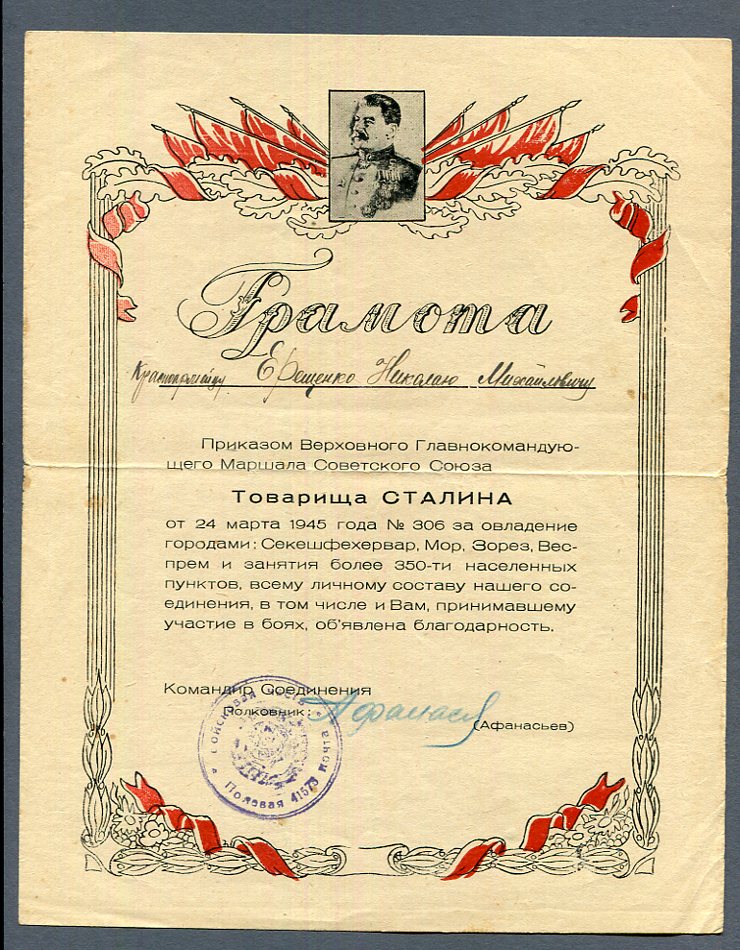 Грамота
Красноармейцу Ерещенко Николаю Михайловичу
Приказом Верховного Главнокомандую-
щего Маршала Советского Союза
Товарища СТАЛИНА
от 24 марта 1945 года № 306 за овладение
городами: Секешфехервар, Мор, Зорез, Вес-
прем и занятия более 350-ти населенных
пунктов, всему личному составу нашего со-
единения, в том числе и Вам, принимавшему
участие в боях, об'явлена благодарность.
Командир Соединения
Полковник:
(Афанасьев)
Войсковая часть
Полевая почта 41573